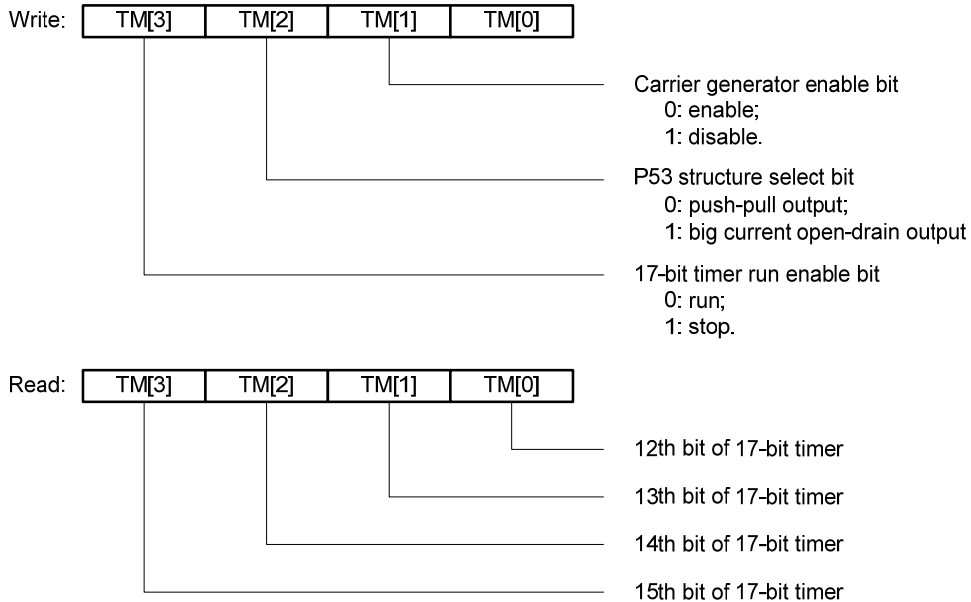 Write: TM[3] TM[2] TM[1] TM[0]
Carrier generator enable bit
0: enable;
1: disable.
P53 structure select bit
0: push-pull output;
1: big current open-drain output
17-bit timer run enable bit
0: run;
1: stop.
Read: TM[3] TM[2] TM[1] TM[0]
12th bit of 17-bit timer
13th bit of 17-bit timer
14th bit of 17-bit timer
15th bit of 17-bit timer